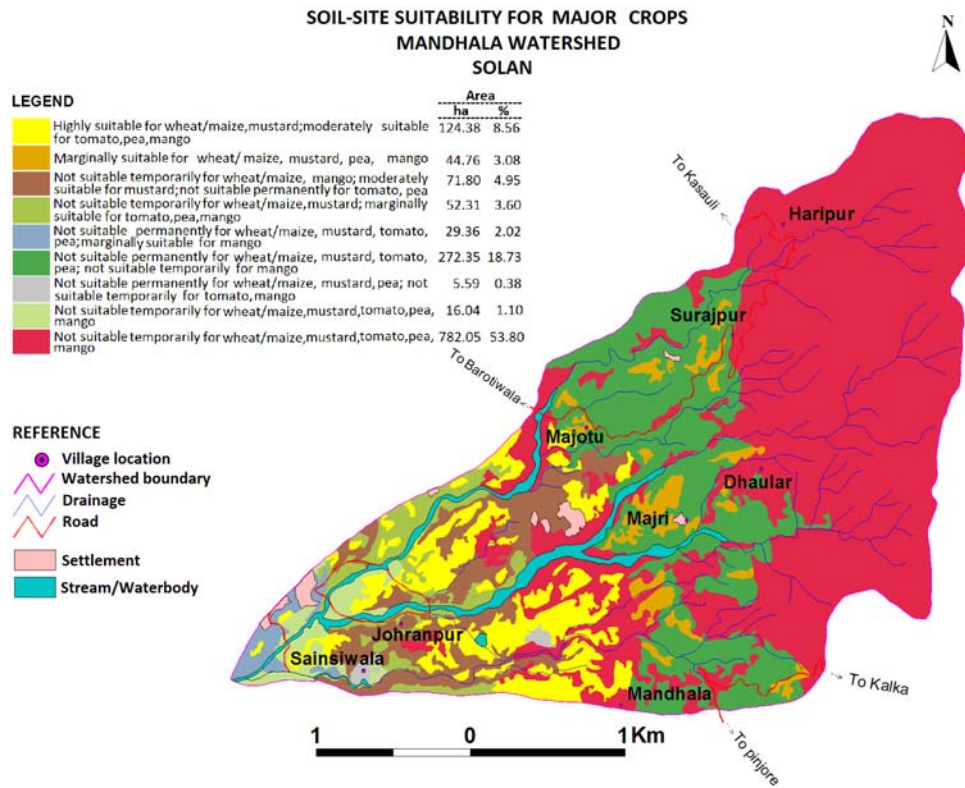 SOIL-SITE SUITABILITY FOR MAJOR CROPS
MANDHALA WATERSHED
SOLAN
N
LEGEND
Area
ha %
Highly suitable for wheat/maize,mustard;moderately suitable 124.38 8.56
for tomato,pea,mango
Marginally suitable for wheat/ maize, mustard, pea, mango 44.76 3.08
Not suitable temporarily for wheat/maize, mango; moderately 71.80 4.95
suitable for mustard;not suitable permanently for tomato, pea
Not suitable temporarily for wheat/maize,mustard; marginally 52.31 3.60
suitable for tomato,pea,mango
Not suitable permanently for wheat/maize, mustard, tomato, 29.36 2.02
pea;marginally suitable for mango
Not suitable permanently for wheat/maize, mustard, tomato, 272.35 18.73
pea; not suitable temporarily for mango
Not suitable permanently for wheat/maize, mustard,pea; not 5.59 0.38
suitable temporarily for tomato,mango
Not suitable temporarily for wheat/maize,mustard,tomato,pea, 16.04 1.10
mango
Not suitable temporarily for wheat/maize,mustard,tomato,pea, 782.05 53.80
mango
To Kasauli
Haripur
Surajpur
To Barotiwala
Majotu
Dhaular
Majri
Johranpur
Sainsiwala
Mandhala
To Kalka
To pinjore
REFERENCE
Village location
Watershed boundary
Drainage
Road
Settlement
Stream/Waterbody
1 0 1 Km